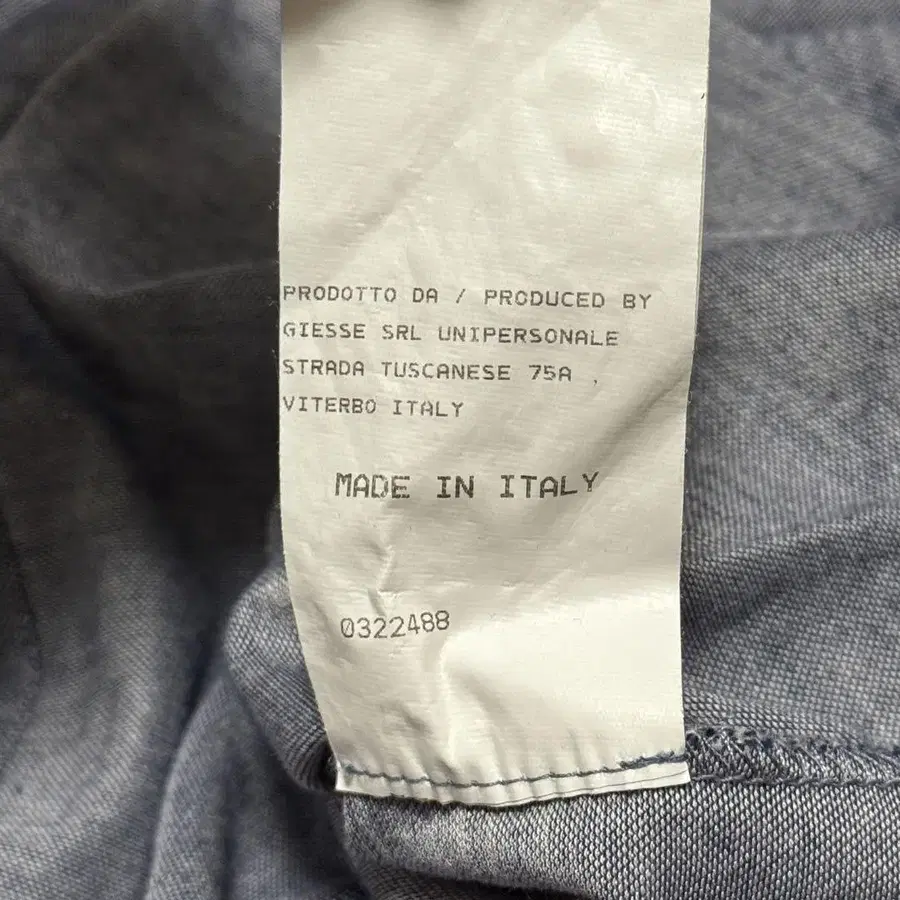 PRODOTTO DA / PRODUCED BY
GIESSE SRL UNIPERSONALE
STRADA TUSCANESE 75A ,
VITERBO ITALY
MADE IN ITALY
0322488